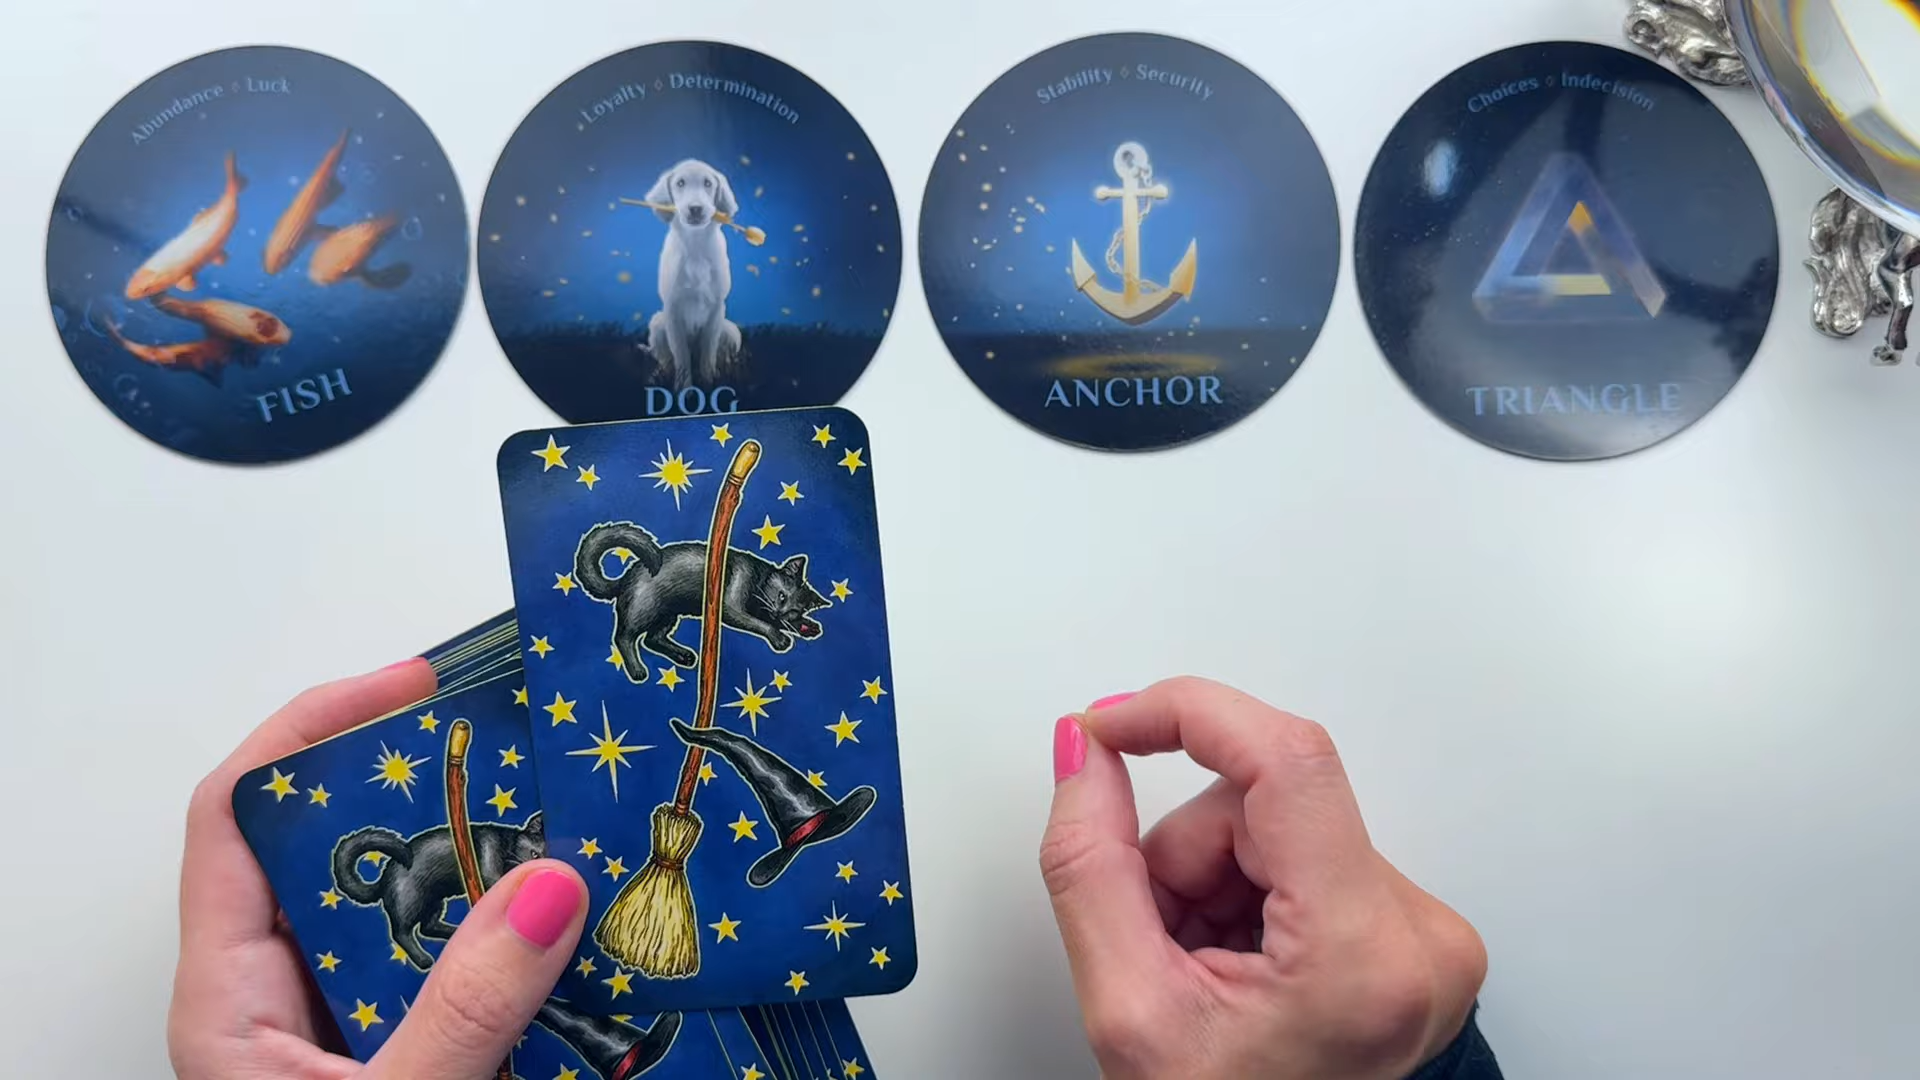 Abundance ◊ Luck
FISH
Loyalty ◊ Determination
DOG
Stability ◊ Security
ANCHOR
Choices ◊ Indecision
TRIANGLE